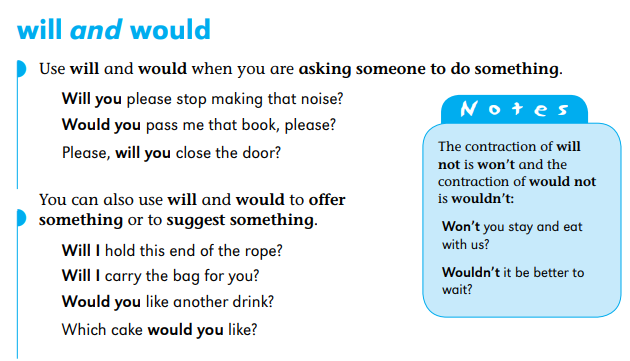 will and would
Use will and would when you are asking someone to do something.
Will you please stop making that noise?
Would you pass me that book, please?
Please, will you close the door?
You can also use will and would to offer
something or to suggest something.
Will I hold this end of the rope?
Will I carry the bag for you?
Would you like another drink?
Which cake would you like?
Notes
The contraction of will
not is won't and the
contraction of would not
is wouldn't:
Won't you stay and eat
with us?
Wouldn't it be better to
wait?